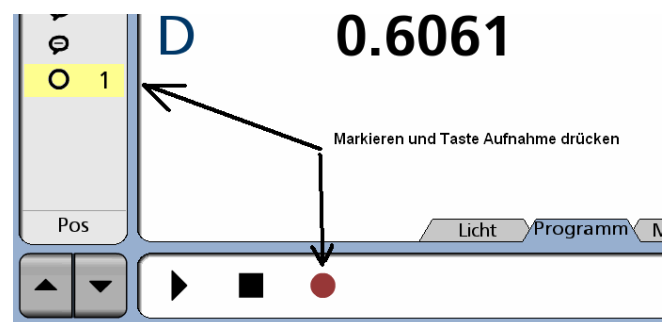 D 0.6061
1
Markieren und Taste Aufnahme drücken
Pos
Licht Programm